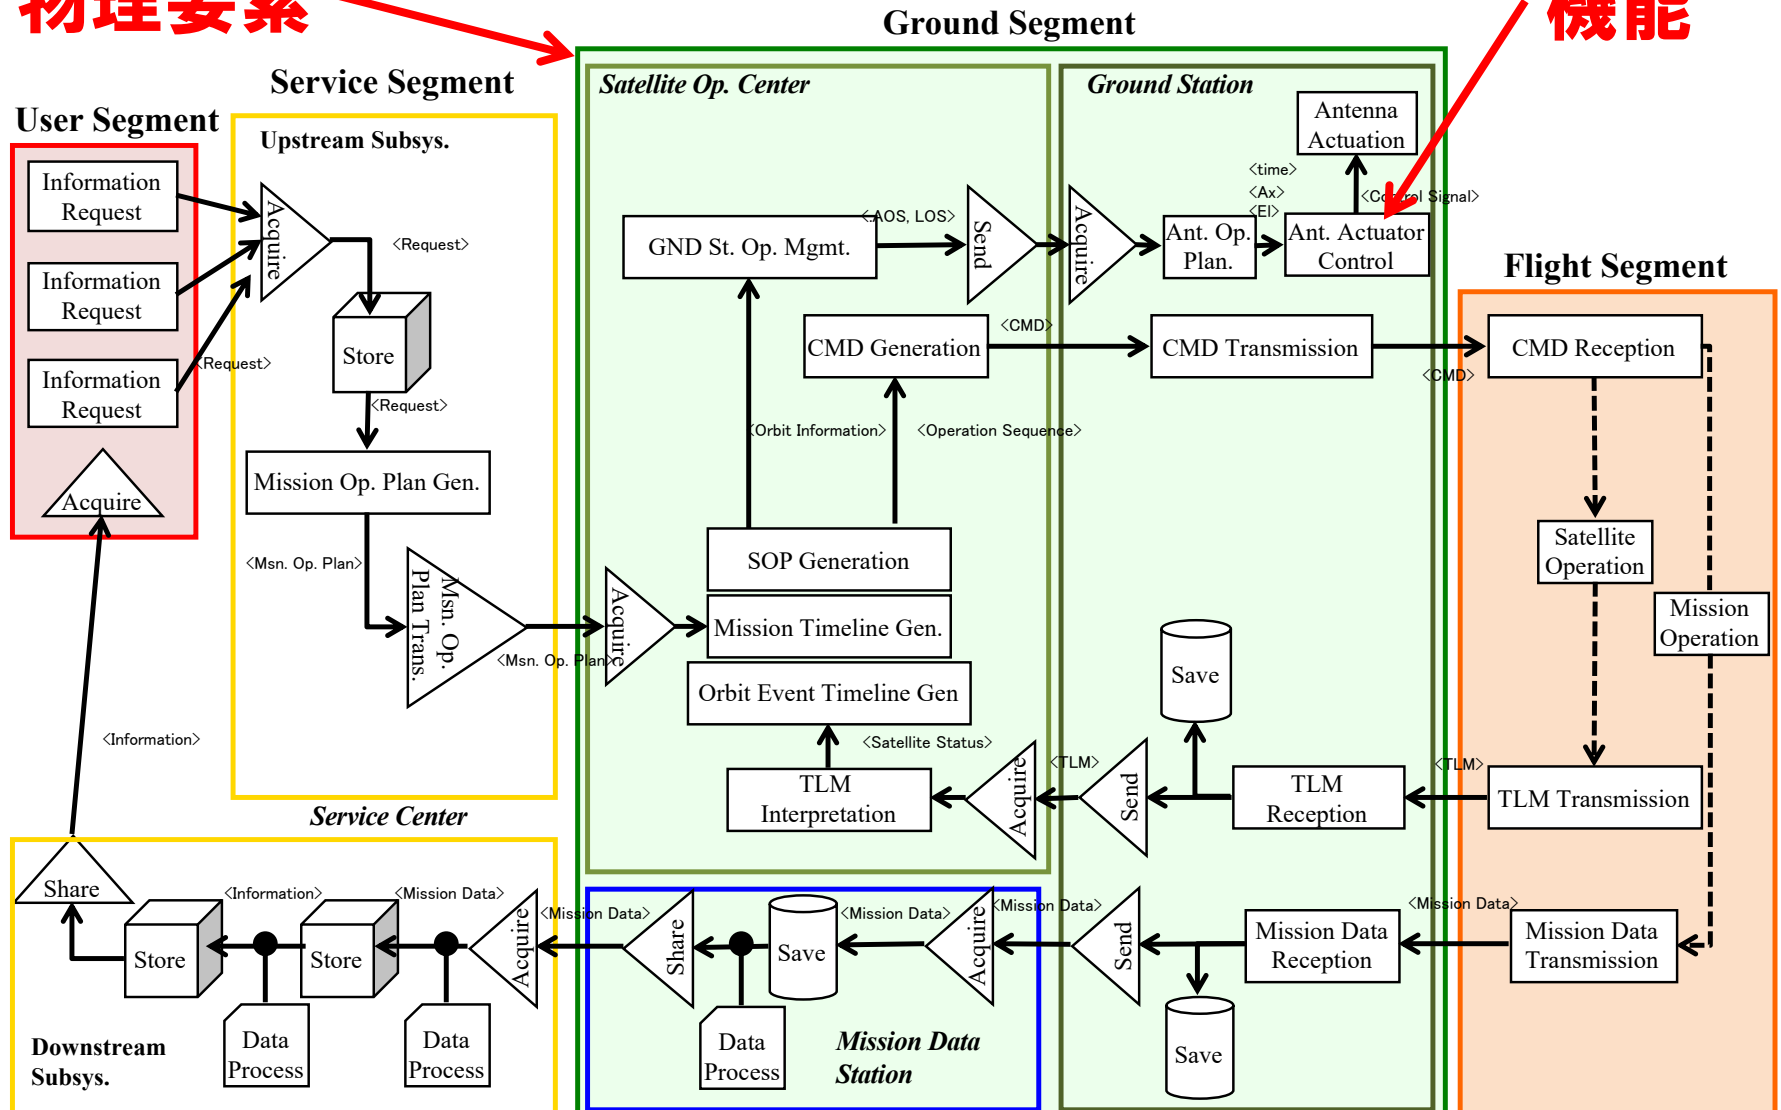 物理要素
機能
Ground Segment
Service Segment
User Segment
Flight Segment
Satellite Op. Center
Ground Station
Upstream Subsys.
Information
Request
Information
Request
Information
Request
Acquire
<Request>
<Request>
Store
<Request>
Mission Op. Plan Gen.
<Msn. Op. Plan>
Msn. Op.
Plan Trans.
<Msn. Op. Plan>
Acquire
Acquire
<Information>
GND St. Op. Mgmt.
<AOS, LOS>
Send
Acquire
Ant. Op.
Plan.
<time>
<Ax>
<El>
Ant. Actuator
Control
<Control Signal>
Antenna
Actuation
CMD Generation
<CMD>
CMD Transmission
<CMD>
CMD Reception
<Orbit Information>
<Operation Sequence>
SOP Generation
Mission Timeline Gen.
Orbit Event Timeline Gen
<Satellite Status>
TLM
Interpretation
Acquire
<TLM>
Send
Save
TLM
Reception
<TLM>
TLM Transmission
Satellite
Operation
Mission
Operation
Service Center
Share
Store
<Information>
Store
<Mission Data>
Acquire
<Mission Data>
Share
Save
<Mission Data>
Acquire
<Mission Data>
Send
Mission Data
Reception
<Mission Data>
Mission Data
Transmission
Save
Data
Process
Data
Process
Data
Process
Downstream
Subsys.
Mission Data
Station